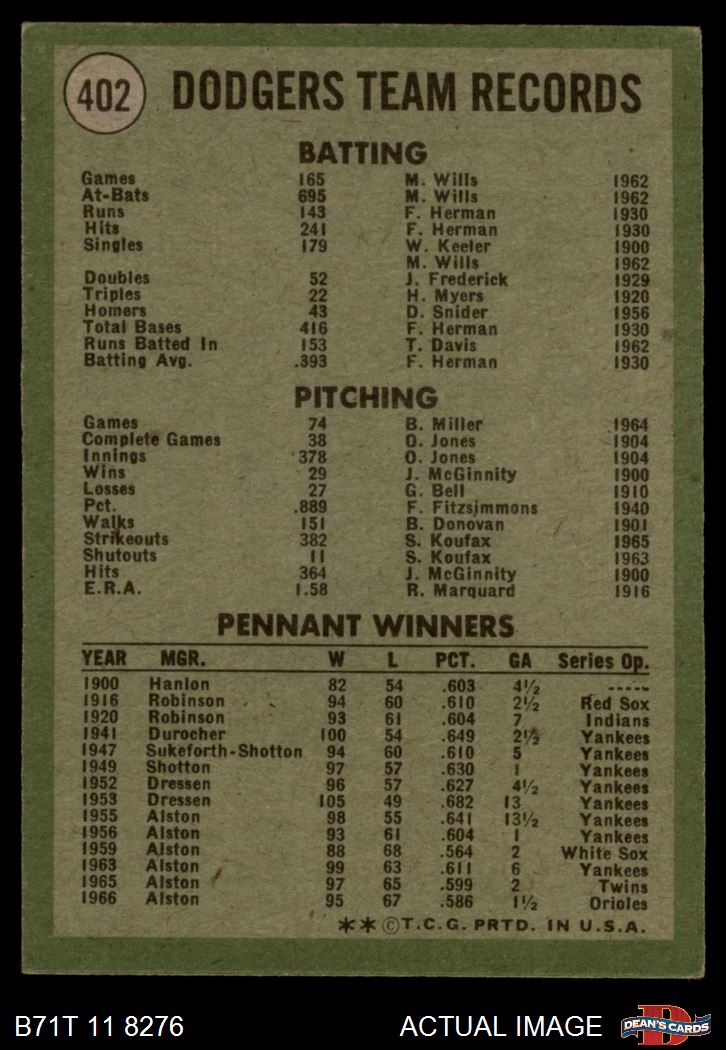 402 DODGERS TEAM RECORDS
BATTING
Games 165 M. Wills 1962
At-Bats 695 M. Wills 1962
Runs 143 F. Herman 1930
Hits 241 F. Herman 1930
Singles 179 W. Keeler 1900
M. Wills 1962
Doubles 52 J. Frederick 1929
Triples 22 H. Myers 1920
Homers 43 D. Snider 1956
Total Bases 416 F. Herman 1930
Runs Batted In 153 T. Davis 1962
Batting Avg. .393 F. Herman 1930
PITCHING
Games 74 B. Miller 1964
Complete Games 38 O. Jones 1904
Innings 378 O. Jones 1904
Wins 29 J. McGinnity 1900
Losses 27 G. Bell 1910
Pct. .889 F. Fitzsimmons 1940
Walks 151 B. Donovan 1901
Strikeouts 382 S. Koufax 1965
Shutouts 11 S. Koufax 1963
Hits 364 J. McGinnity 1900
E.R.A. 1.58 R. Marquard 1916
PENNANT WINNERS
YEAR MGR. W L PCT. GA Series Op.
1900 Hanlon 82 54 .603 4½ -----
1916 Robinson 94 60 .610 2½ Red Sox
1920 Robinson 93 61 .604 7 Indians
1941 Durocher 100 54 .649 2½ Yankees
1947 Sukeforth-Shotton 94 60 .610 5 Yankees
1949 Shotton 97 57 .630 1 Yankees
1952 Dressen 96 57 .627 4½ Yankees
1953 Dressen 105 49 .682 13 Yankees
1955 Alston 98 55 .641 13½ Yankees
1956 Alston 93 61 .604 1 Yankees
1959 Alston 88 68 .564 2 White Sox
1963 Alston 99 63 .611 6 Yankees
1965 Alston 97 65 .599 2 Twins
1966 Alston 95 67 .586 1½ Orioles
**©T.C.G. PRTD. IN U.S.A.
B71T 11 8276 ACTUAL IMAGE D DEAN'S CARDS